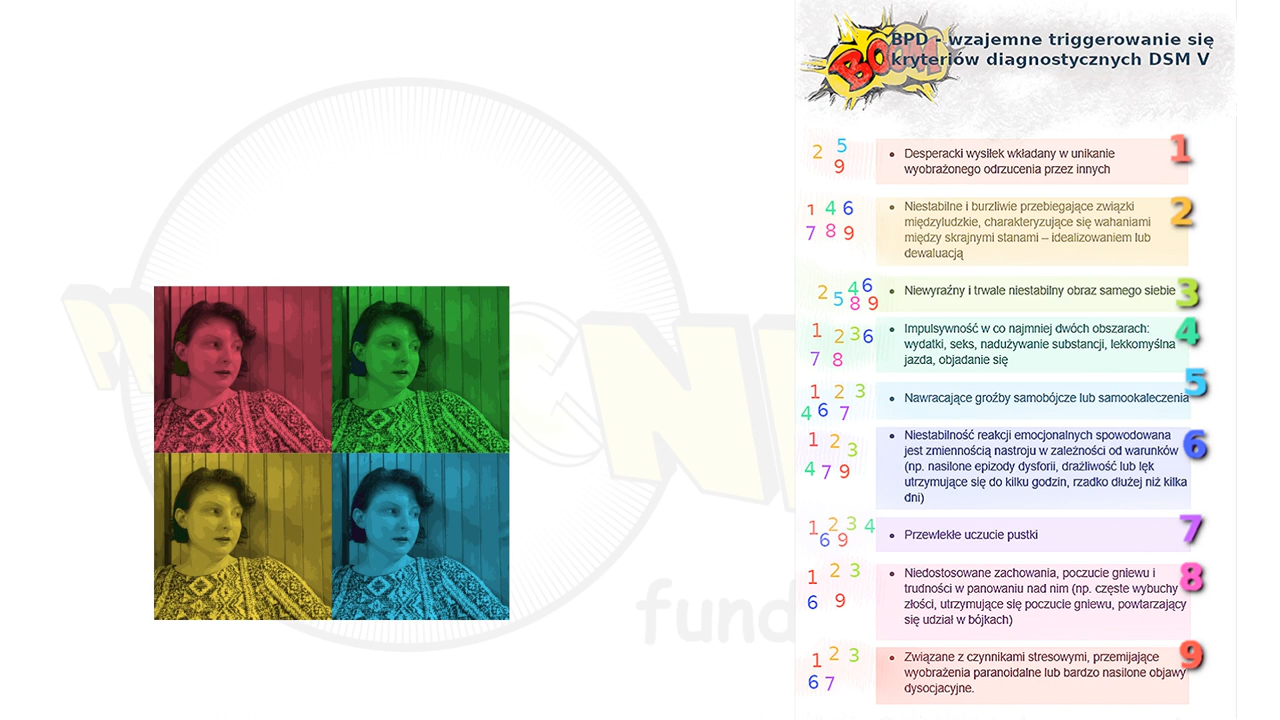 BOOM
BPD - wzajemne triggerowanie się
kryteriów diagnostycznych DSM V
2 5
9
Desperacki wysiłek wkładany w unikanie
wyobrażonego odrzucenia przez innych
1
1 4 6
7 8 9
Niestabilne i burzliwie przebiegające związki
międzyludzkie, charakteryzujące się wahaniami
między skrajnymi stanami – idealizowaniem lub
dewaluacją
2
2 5 4 6
8 9
Niewyraźny i trwale niestabilny obraz samego siebie
3
1 2 3 6
7 8
Impulsywność w co najmniej dwóch obszarach:
wydatki, seks, nadużywanie substancji, lekkomyślna
jazda, objadanie się
4
1 2 3
4 6 7
Nawracające groźby samobójcze lub samookaleczenia
5
1 2 3
4 7 9
Niestabilność reakcji emocjonalnych spowodowana
jest zmiennością nastroju w zależności od warunków
(np. nasilone epizody dysforii, drażliwość lub lęk
utrzymujące się do kilku godzin, rzadko dłużej niż kilka
dni)
6
1 2 3 4
6 9
Przewlekłe uczucie pustki
7
1 2 3
6 9
Niedostosowane zachowania, poczucie gniewu i
trudności w panowaniu nad nim (np. częste wybuchy
złości, utrzymujące się poczucie gniewu, powtarzający
się udział w bójkach)
8
1 2 3
6 7
Związane z czynnikami stresowymi, przemijające
wyobrażenia paranoidalne lub bardzo nasilone objawy
dysocjacyjne.
9
fund